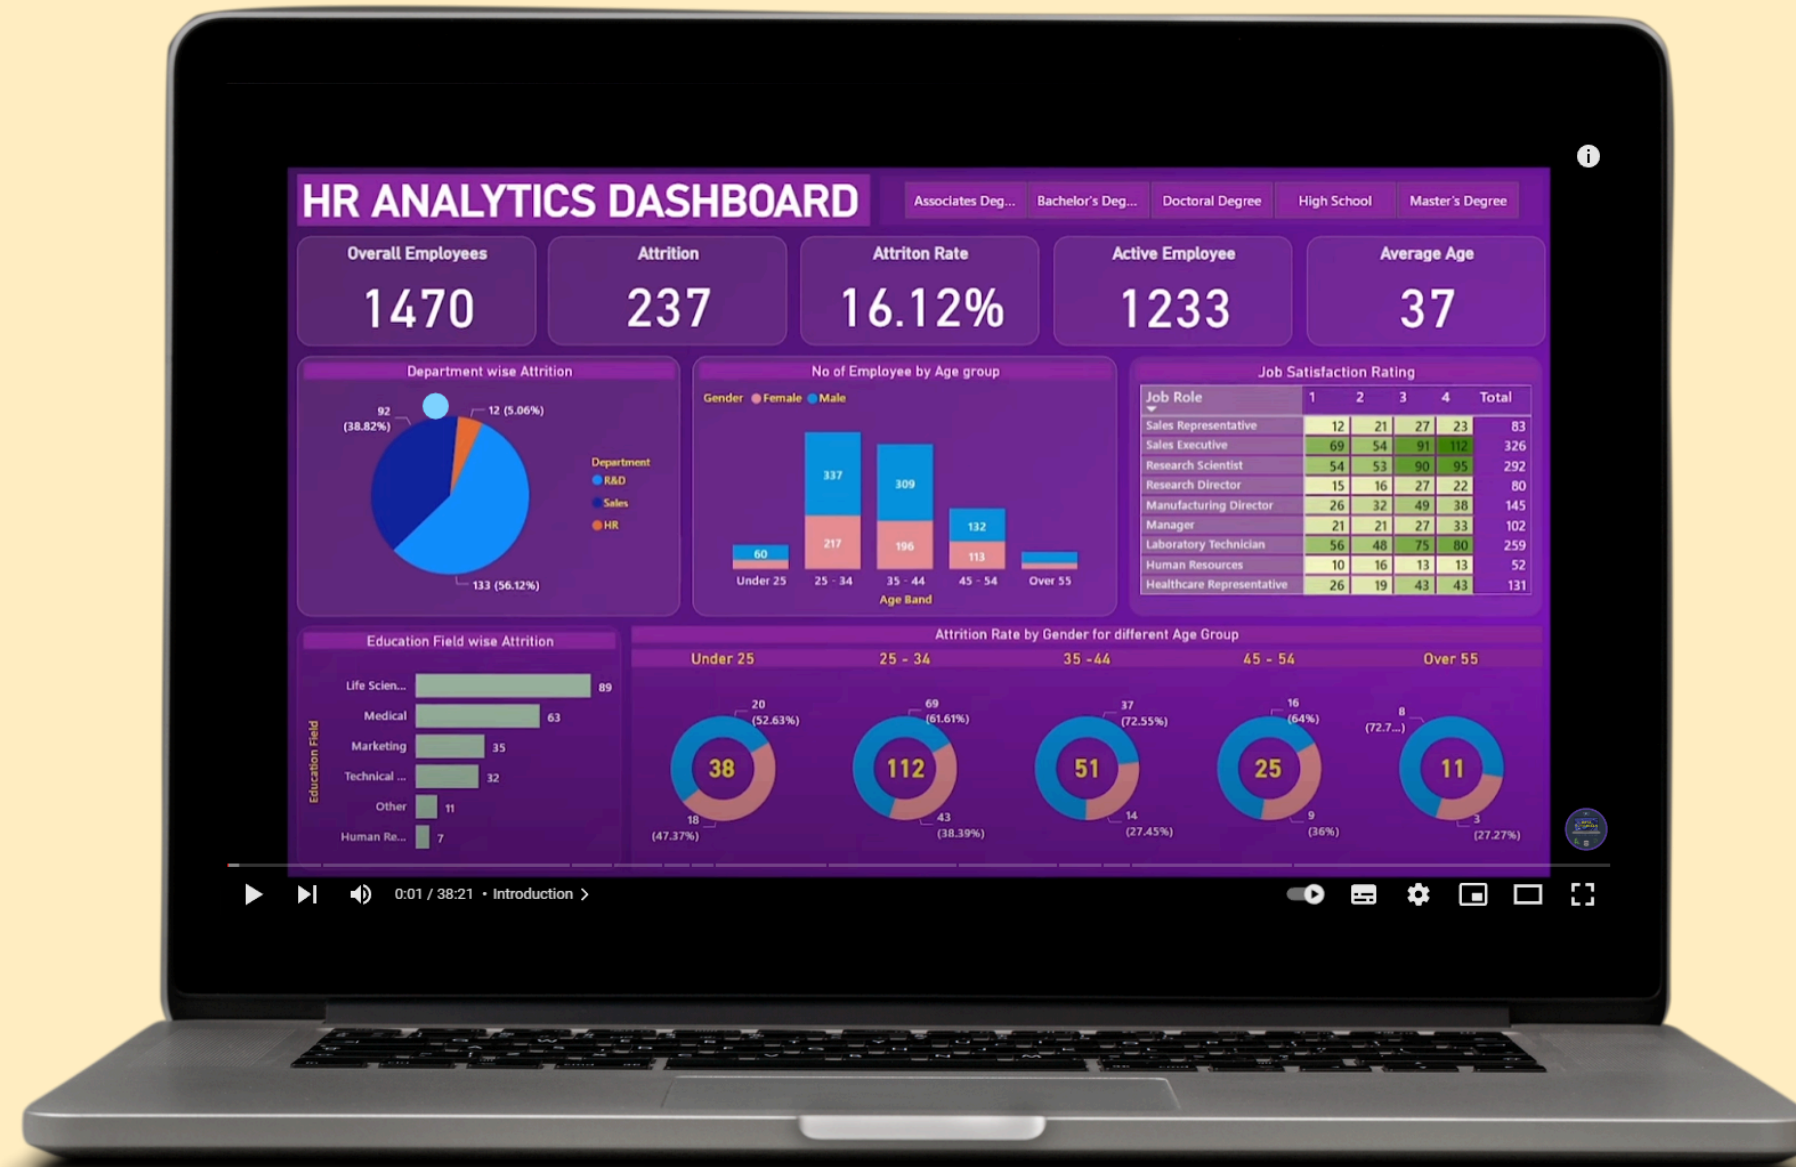 HR ANALYTICS DASHBOARD
Associates Deg... Bachelor's Deg... Doctoral Degree High School Master's Degree
Overall Employees
1470
Attrition
237
Attriton Rate
16.12%
Active Employee
1233
Average Age
37
Department wise Attrition
92
(38.82%)
12 (5.06%)
133 (56.12%)
Department
R&D
Sales
HR
No of Employee by Age group
Gender Female Male
60
337
217
309
196
132
113
Under 25 25 - 34 35 - 44 45 - 54 Over 55
Age Band
Job Satisfaction Rating
Job Role 1 2 3 4 Total
Sales Representative 12 21 27 23 83
Sales Executive 69 54 91 112 326
Research Scientist 54 53 90 95 292
Research Director 15 16 27 22 80
Manufacturing Director 26 32 49 38 145
Manager 21 21 27 33 102
Laboratory Technician 56 48 75 80 259
Human Resources 10 16 13 13 52
Healthcare Representative 26 19 43 43 131
Education Field wise Attrition
Education Field
Life Scien... 89
Medical 63
Marketing 35
Technical ... 32
Other 11
Human Re... 7
Attrition Rate by Gender for different Age Group
Under 25 25 - 34 35 -44 45 - 54 Over 55
20
(52.63%)
38
18
(47.37%)
69
(61.61%)
112
43
(38.39%)
37
(72.55%)
51
14
(27.45%)
16
(64%)
25
9
(36%)
8
(72.7...)
11
3
(27.27%)
0:01 / 38:21 • Introduction